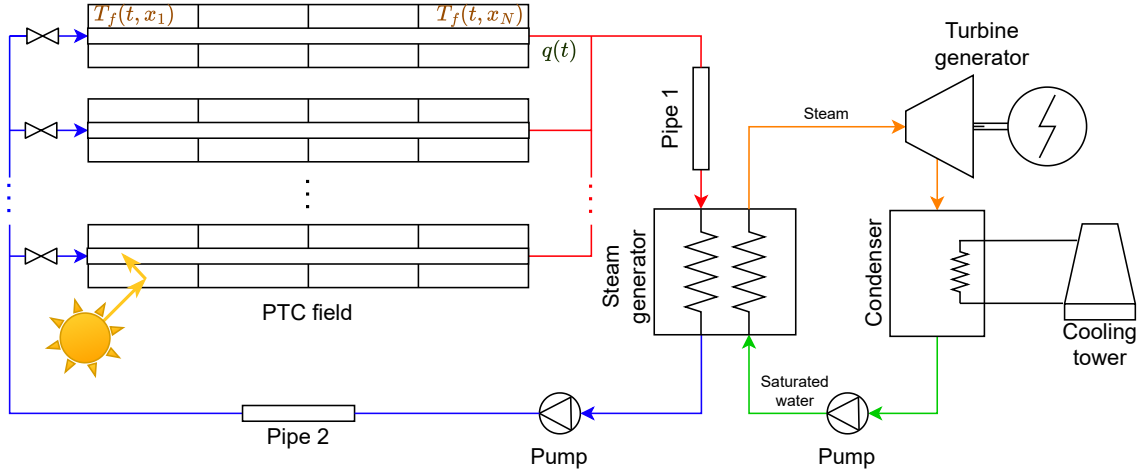 $T_f(t, x_1)$
$T_f(t, x_N)$
$q(t)$
Turbine
generator
Pipe 1
Steam
Steam
generator
Condenser
PTC field
Cooling
tower
Saturated
water
Pipe 2
Pump
Pump